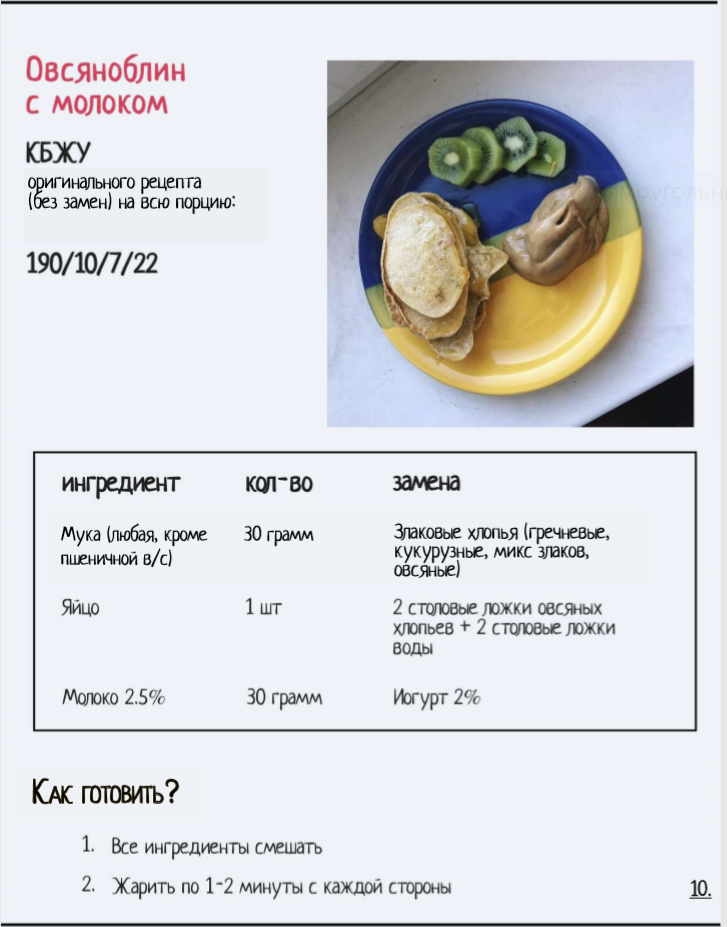 Овсяноблин
с молоком
КБЖУ
оригинального рецепта
(без замен) на всю порцию:
190/10/7/22
ингредиент кол-во замена
Мука (любая, кроме
пшеничной в/с)
30 грамм
Злаковые хлопья (гречневые,
кукурузные, микс злаков,
овсяные)
Яйцо
1 шт
2 столовые ложки овсяных
хлопьев + 2 столовые ложки
воды
Молоко 2.5% 30 грамм Йогурт 2%
Как готовить?
1. Все ингредиенты смешать
2. Жарить по 1-2 минуты с каждой стороны
10.